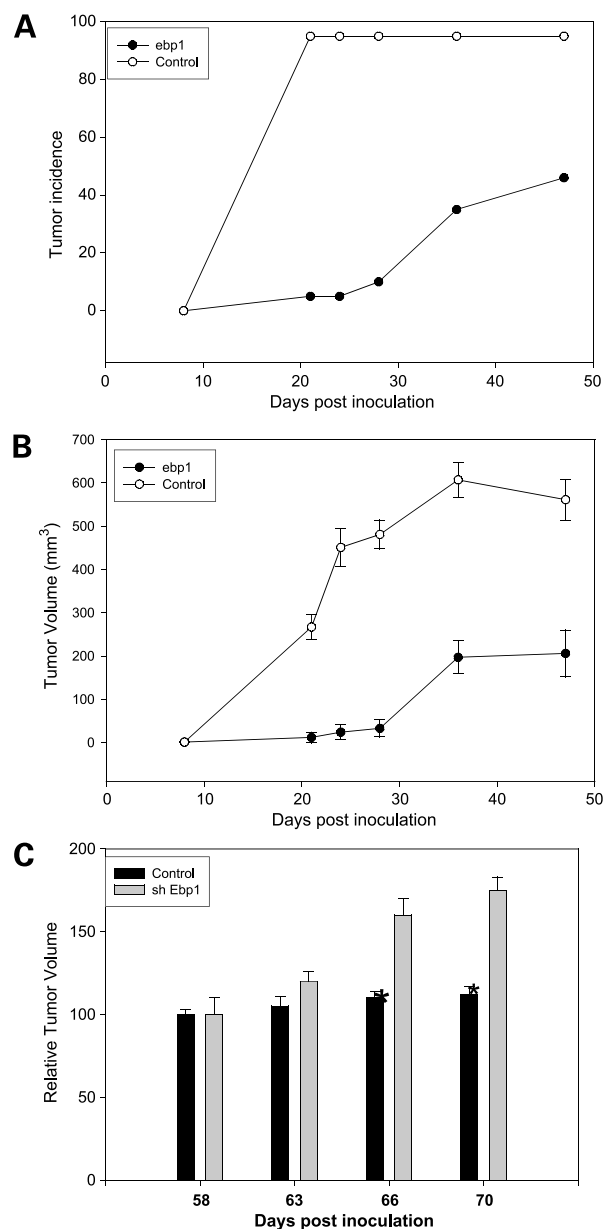 A
100
80
60
40
20
0
Tumor incidence
ebp1
Control
0 10 20 30 40 50
Days post inoculation
B
700
600
500
400
300
200
100
0
Tumor Volume (mm³)
ebp1
Control
0 10 20 30 40 50
Days post inoculation
C
200
150
100
50
0
Relative Tumor Volume
Control
sh Ebp1
* *
58 63 66 70
Days post inoculation